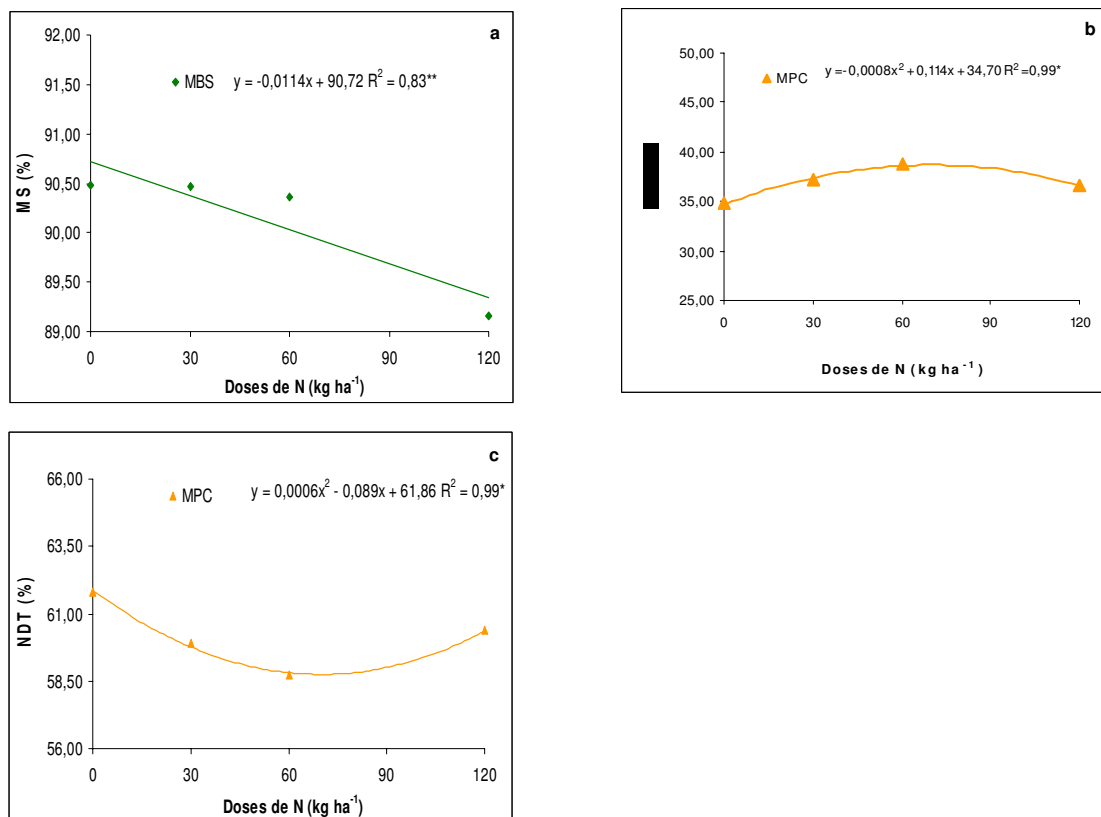 a
92,00
91,50
91,00
90,50
90,00
89,50
89,00
MS (%)
MBS y = -0,0114x + 90,72 R² = 0,83**
0 30 60 90 120
Doses de N (kg ha⁻¹)
b
50,00
45,00
40,00
35,00
30,00
25,00
MPC y=-0,0008x² + 0,114x + 34,70 R² =0,99*
0 30 60 90 120
Doses de N (kg ha⁻¹)
c
66,00
63,50
61,00
58,50
56,00
NDT (%)
MPC y = 0,0006x² - 0,089x + 61,86 R² = 0,99*
0 30 60 90 120
Doses de N (kg ha⁻¹)